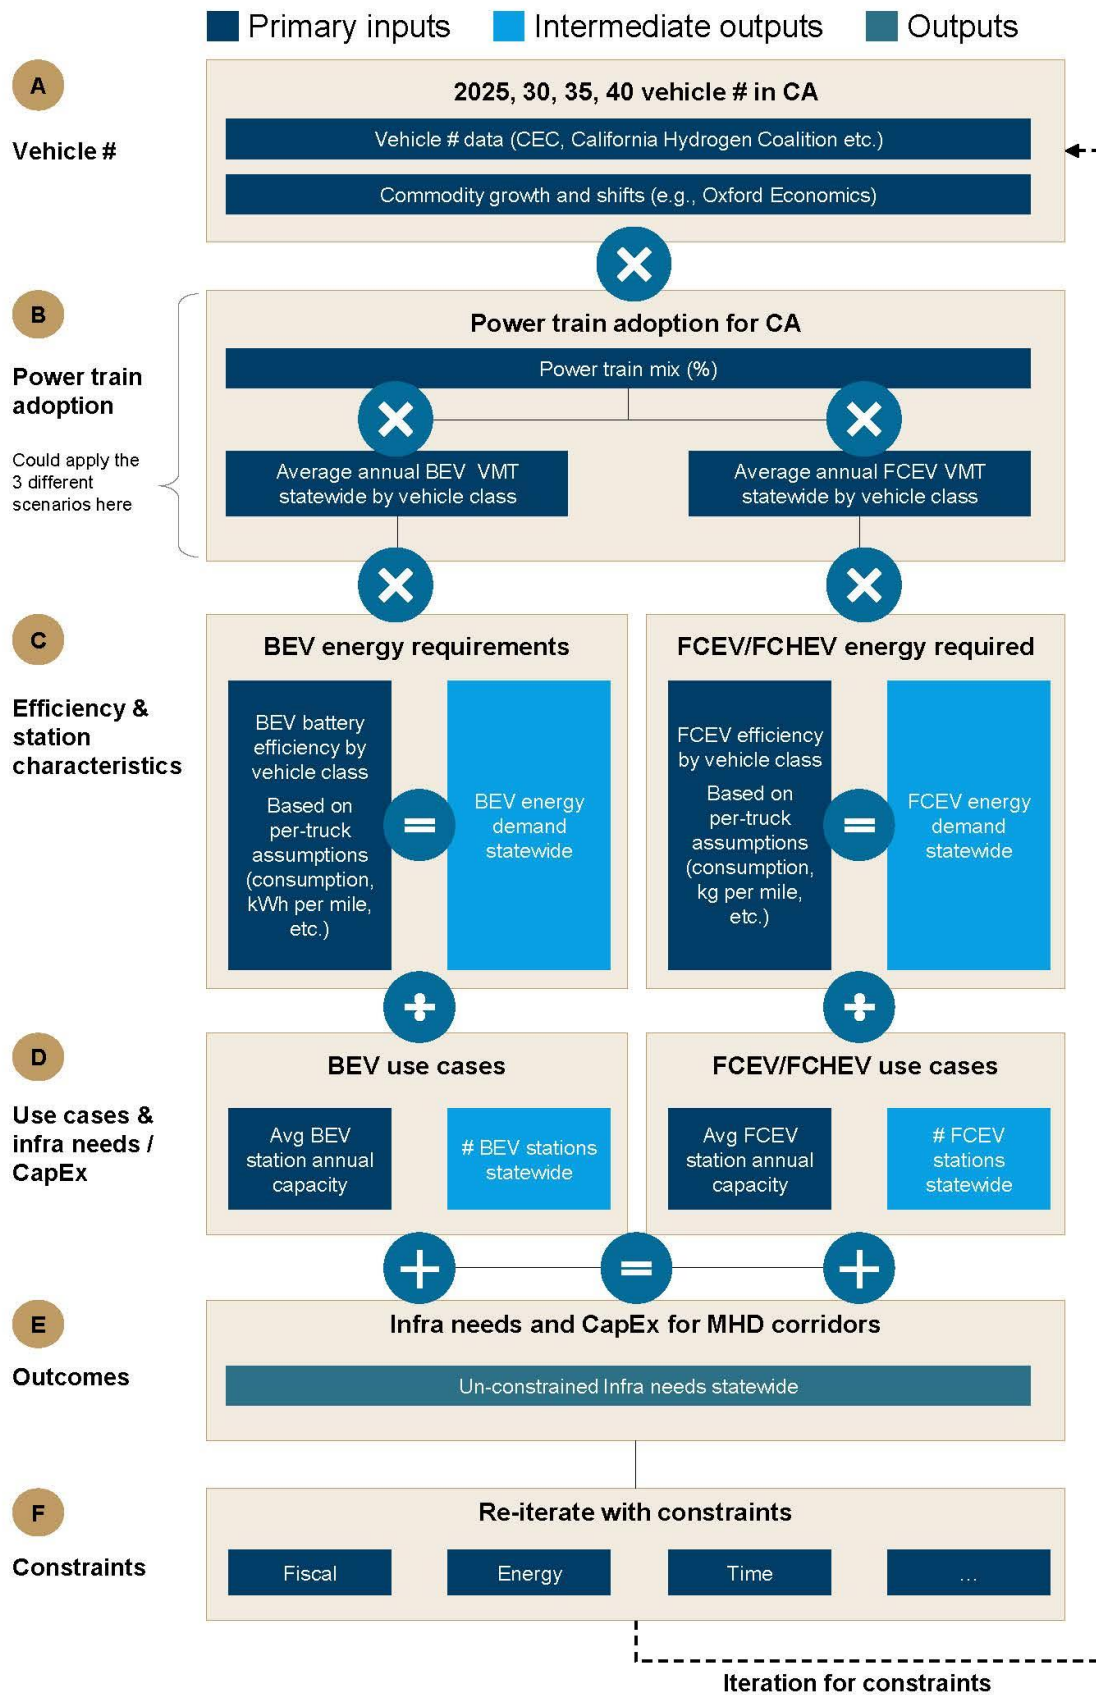 Primary inputs
Intermediate outputs
Outputs
A
Vehicle #
2025, 30, 35, 40 vehicle # in CA
Vehicle # data (CEC, California Hydrogen Coalition etc.)
Commodity growth and shifts (e.g., Oxford Economics)
×
B
Power train
adoption
Could apply the
3 different
scenarios here
Power train adoption for CA
Power train mix (%)
×
×
Average annual BEV VMT
statewide by vehicle class
Average annual FCEV VMT
statewide by vehicle class
×
×
C
Efficiency &
station
characteristics
BEV energy requirements
BEV battery
efficiency by
vehicle class
Based on
per-truck
assumptions
(consumption,
kWh per mile,
etc.)
=
BEV energy
demand
statewide
FCEV/FCHEV energy required
FCEV efficiency
by vehicle class
Based on
per-truck
assumptions
(consumption,
kg per mile,
etc.)
=
FCEV energy
demand
statewide
÷
÷
D
Use cases &
infra needs /
CapEx
BEV use cases
Avg BEV
station annual
capacity
# BEV stations
statewide
FCEV/FCHEV use cases
Avg FCEV
station annual
capacity
# FCEV
stations
statewide
+
=
+
E
Outcomes
Infra needs and CapEx for MHD corridors
Un-constrained Infra needs statewide
F
Constraints
Re-iterate with constraints
Fiscal
Energy
Time
...
Iteration for constraints